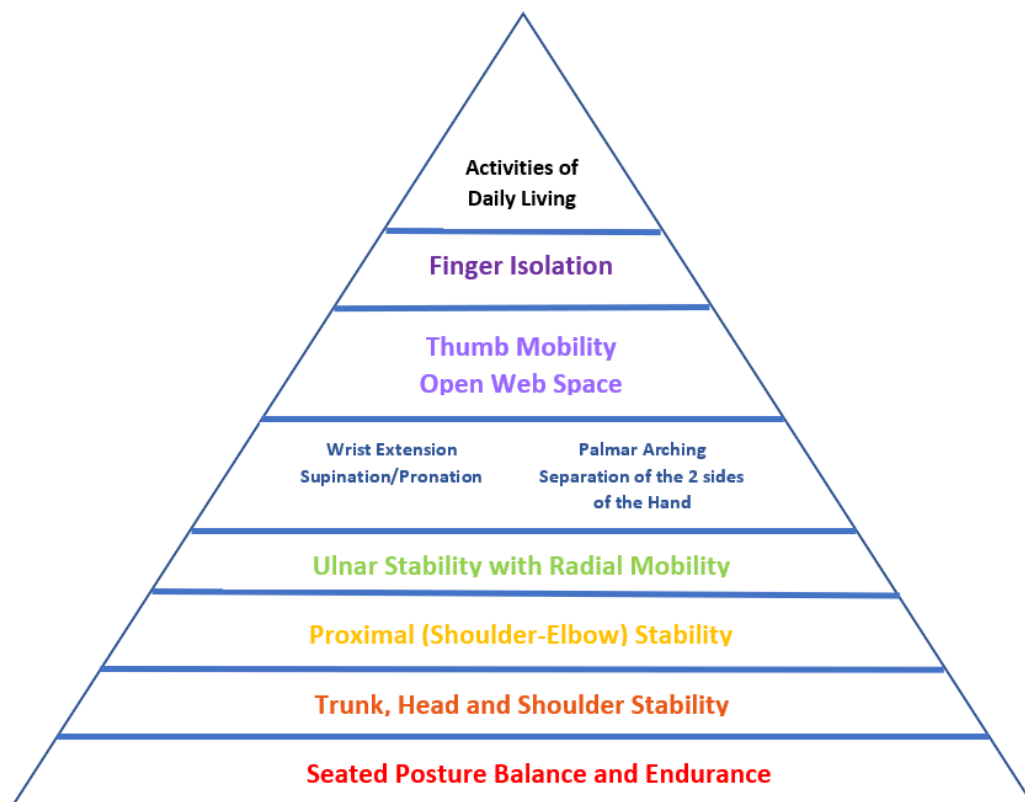 Activities of
Daily Living
Finger Isolation
Thumb Mobility
Open Web Space
Wrist Extension
Supination/Pronation
Palmar Arching
Separation of the 2 sides
of the Hand
Ulnar Stability with Radial Mobility
Proximal (Shoulder-Elbow) Stability
Trunk, Head and Shoulder Stability
Seated Posture Balance and Endurance